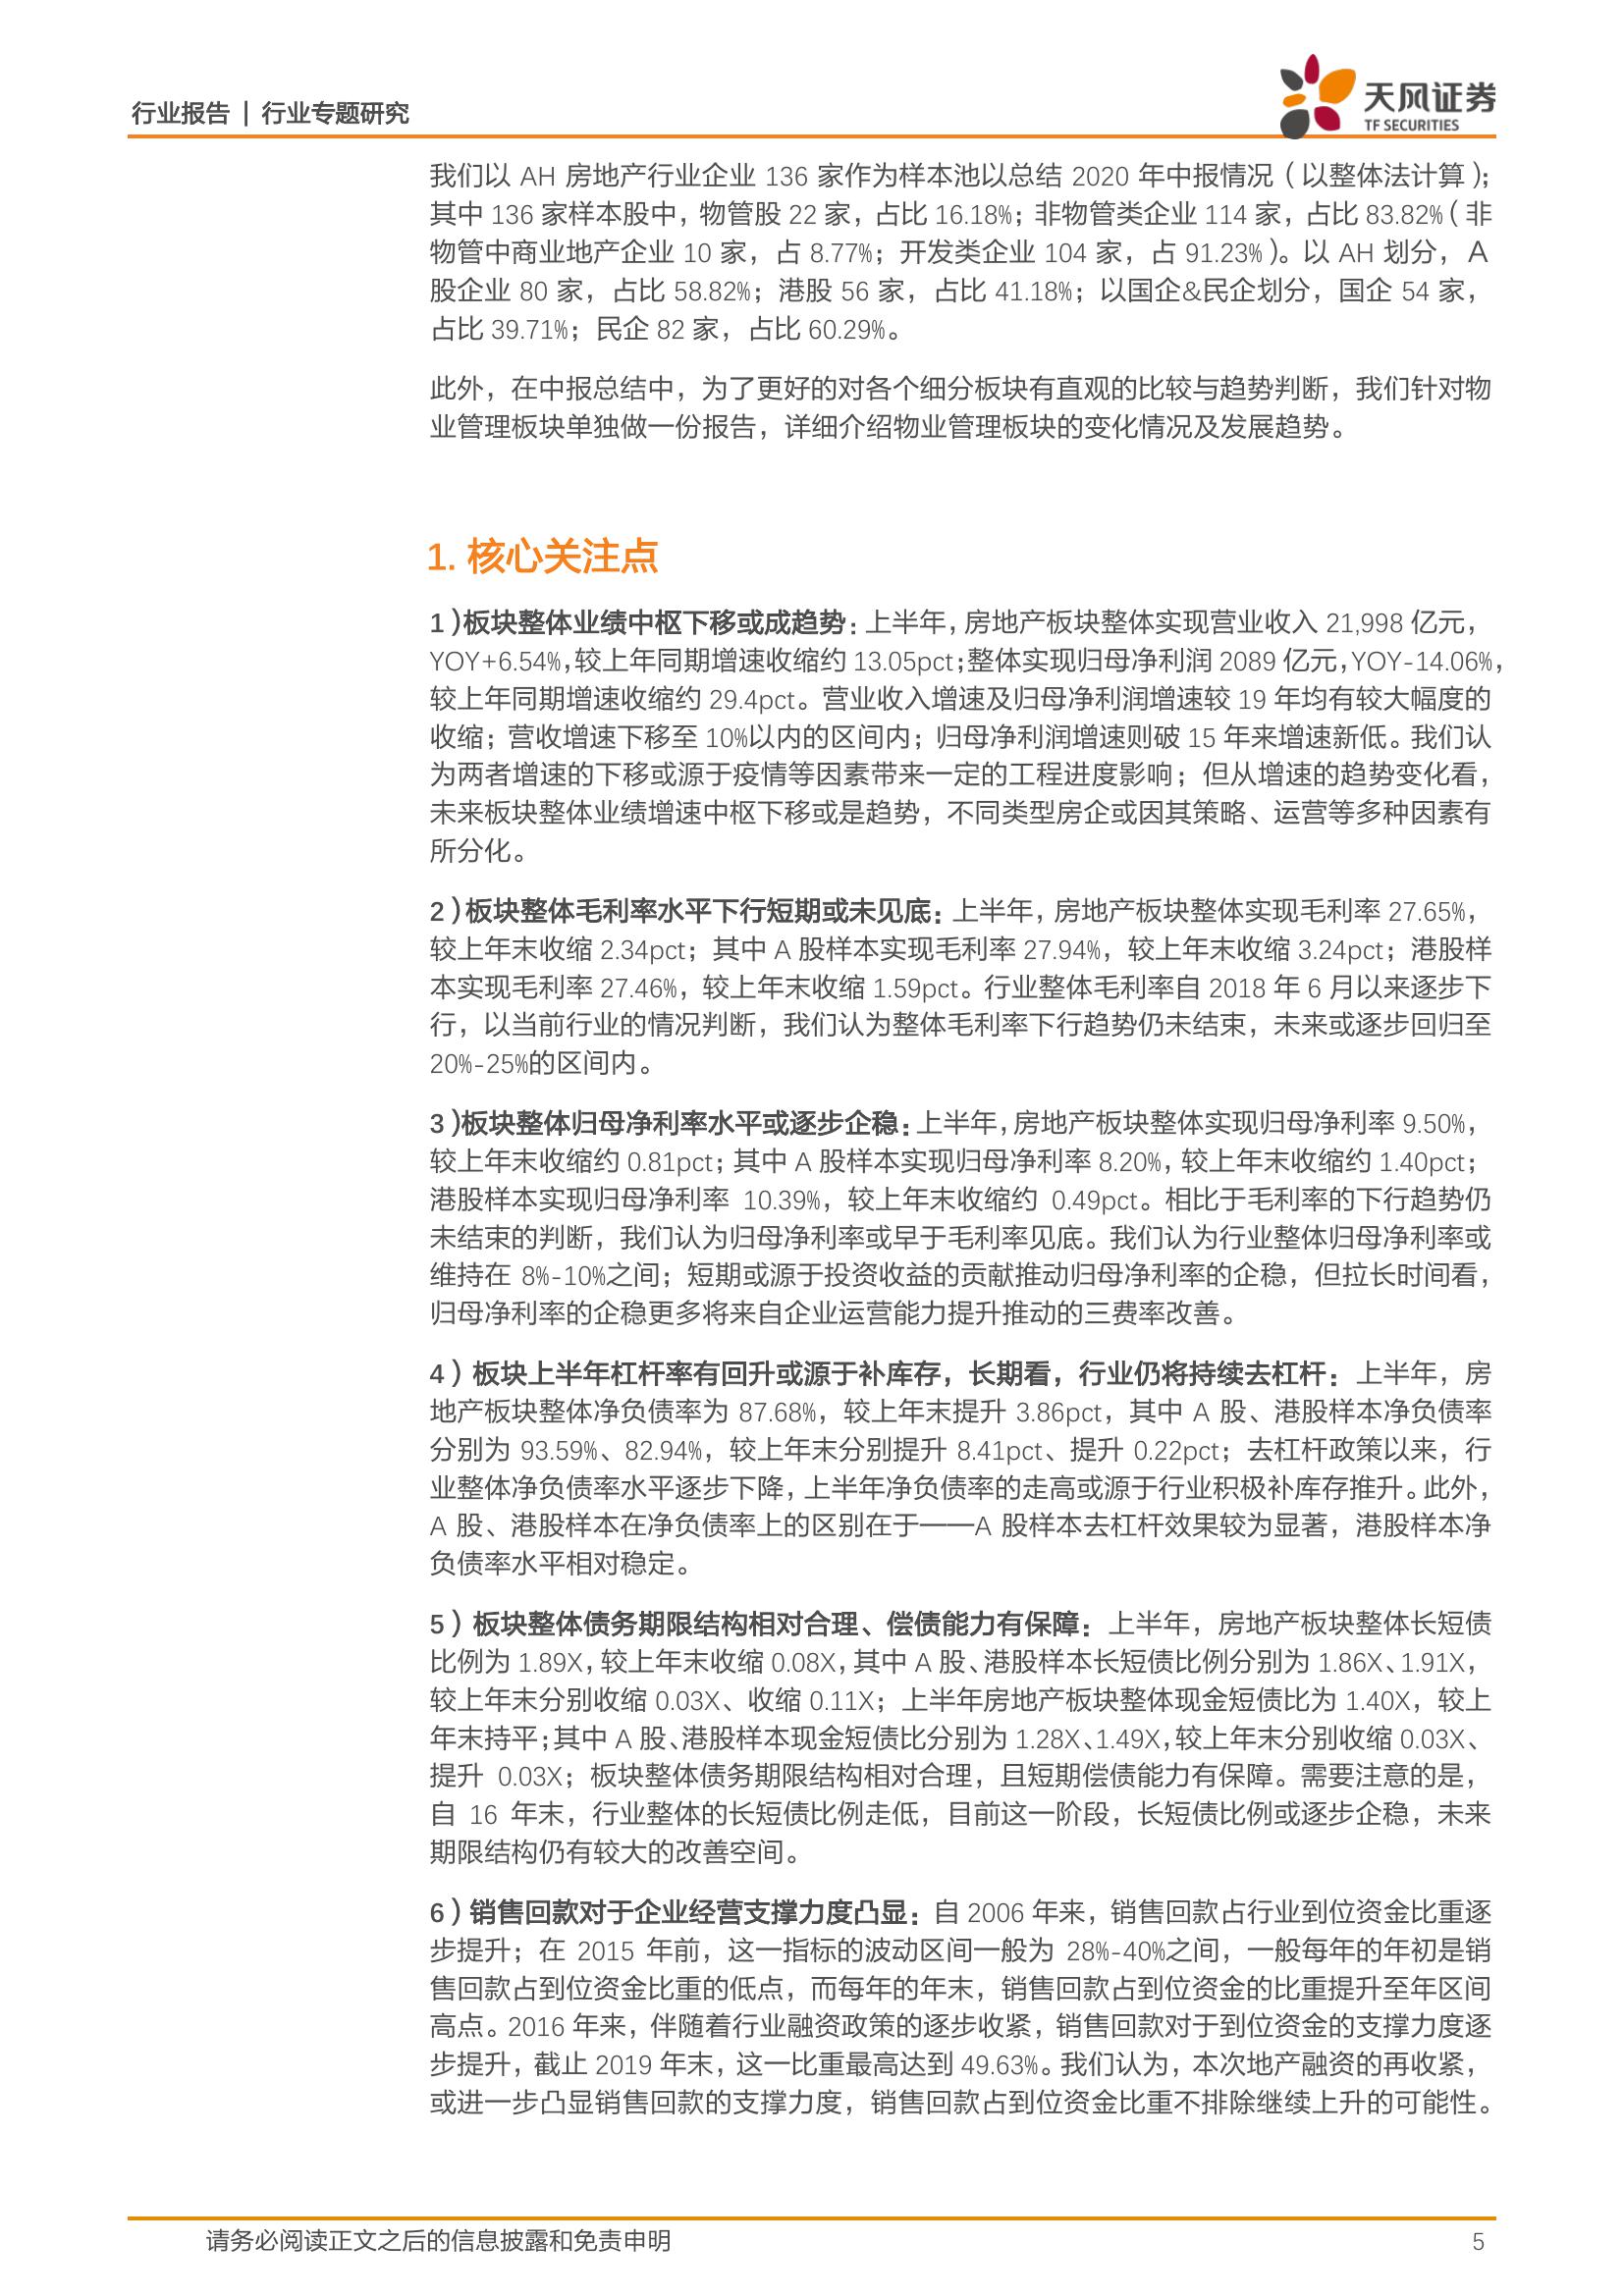 行业报告 | 行业专题研究
天风证券
TF SECURITIES
我们以 AH 房地产行业企业 136 家作为样本池以总结 2020 年中报情况（以整体法计算）；
其中 136 家样本股中，物管股 22 家，占比 16.18%；非物管类企业 114 家，占比 83.82%（非
物管中商业地产企业 10 家，占 8.77%；开发类企业 104 家，占 91.23%）。以 AH 划分，A
股企业 80 家，占比 58.82%；港股 56 家，占比 41.18%；以国企&民企划分，国企 54 家，
占比 39.71%；民企 82 家，占比 60.29%。
此外，在中报总结中，为了更好的对各个细分板块有直观的比较与趋势判断，我们针对物
业管理板块单独做一份报告，详细介绍物业管理板块的变化情况及发展趋势。
1. 核心关注点
1）板块整体业绩中枢下移或成趋势：上半年，房地产板块整体实现营业收入 21,998 亿元，
YOY+6.54%，较上年同期增速收缩约 13.05pct；整体实现归母净利润 2089 亿元，YOY-14.06%，
较上年同期增速收缩约 29.4pct。营业收入增速及归母净利润增速较 19 年均有较大幅度的
收缩；营收增速下移至 10%以内的区间内；归母净利润增速则破 15 年来增速新低。我们认
为两者增速的下移或源于疫情等因素带来一定的工程进度影响；但从增速的趋势变化看，
未来板块整体业绩增速中枢下移或是趋势，不同类型房企或因其策略、运营等多种因素有
所分化。
2）板块整体毛利率水平下行短期或未见底：上半年，房地产板块整体实现毛利率 27.65%，
较上年末收缩 2.34pct；其中 A 股样本实现毛利率 27.94%，较上年末收缩 3.24pct；港股样
本实现毛利率 27.46%，较上年末收缩 1.59pct。行业整体毛利率自 2018 年 6 月以来逐步下
行，以当前行业的情况判断，我们认为整体毛利率下行趋势仍未结束，未来或逐步回归至
20%-25%的区间内。
3）板块整体归母净利率水平或逐步企稳：上半年，房地产板块整体实现归母净利率 9.50%，
较上年末收缩约 0.81pct；其中 A 股样本实现归母净利率 8.20%，较上年末收缩约 1.40pct；
港股样本实现归母净利率 10.39%，较上年末收缩约 0.49pct。相比于毛利率的下行趋势仍
未结束的判断，我们认为归母净利率或早于毛利率见底。我们认为行业整体归母净利率或
维持在 8%-10%之间；短期或源于投资收益的贡献推动归母净利率的企稳，但拉长时间看，
归母净利率的企稳更多将来自企业运营能力提升推动的三费率改善。
4）板块上半年杠杆率有回升或源于补库存，长期看，行业仍将持续去杠杆：上半年，房
地产板块整体净负债率为 87.68%，较上年末提升 3.86pct，其中 A 股、港股样本净负债率
分别为 93.59%、82.94%，较上年末分别提升 8.41pct、提升 0.22pct；去杠杆政策以来，行
业整体净负债率水平逐步下降，上半年净负债率的走高或源于行业积极补库存推升。此外，
A 股、港股样本在净负债率上的区别在于——A 股样本去杠杆效果较为显著，港股样本净
负债率水平相对稳定。
5）板块整体债务期限结构相对合理、偿债能力有保障：上半年，房地产板块整体长短债
比例为 1.89X，较上年末收缩 0.08X，其中 A 股、港股样本长短债比例分别为 1.86X、1.91X，
较上年末分别收缩 0.03X、收缩 0.11X；上半年房地产板块整体现金短债比为 1.40X，较上
年末持平；其中 A 股、港股样本现金短债比分别为 1.28X、1.49X，较上年末分别收缩 0.03X、
提升 0.03X；板块整体债务期限结构相对合理，且短期偿债能力有保障。需要注意的是，
自 16 年末，行业整体的长短债比例走低，目前这一阶段，长短债比例或逐步企稳，未来
期限结构仍有较大的改善空间。
6）销售回款对于企业经营支撑力度凸显：自 2006 年来，销售回款占行业到位资金比重逐
步提升；在 2015 年前，这一指标的波动区间一般为 28%-40%之间，一般每年的年初是销
售回款占到位资金比重的低点，而每年的年末，销售回款占到位资金的比重提升至年区间
高点。2016 年来，伴随着行业融资政策的逐步收紧，销售回款对于到位资金的支撑力度逐
步提升，截止 2019 年末，这一比重最高达到 49.63%。我们认为，本次地产融资的再收紧，
或进一步凸显销售回款的支撑力度，销售回款占到位资金比重不排除继续上升的可能性。
请务必阅读正文之后的信息披露和免责申明
5